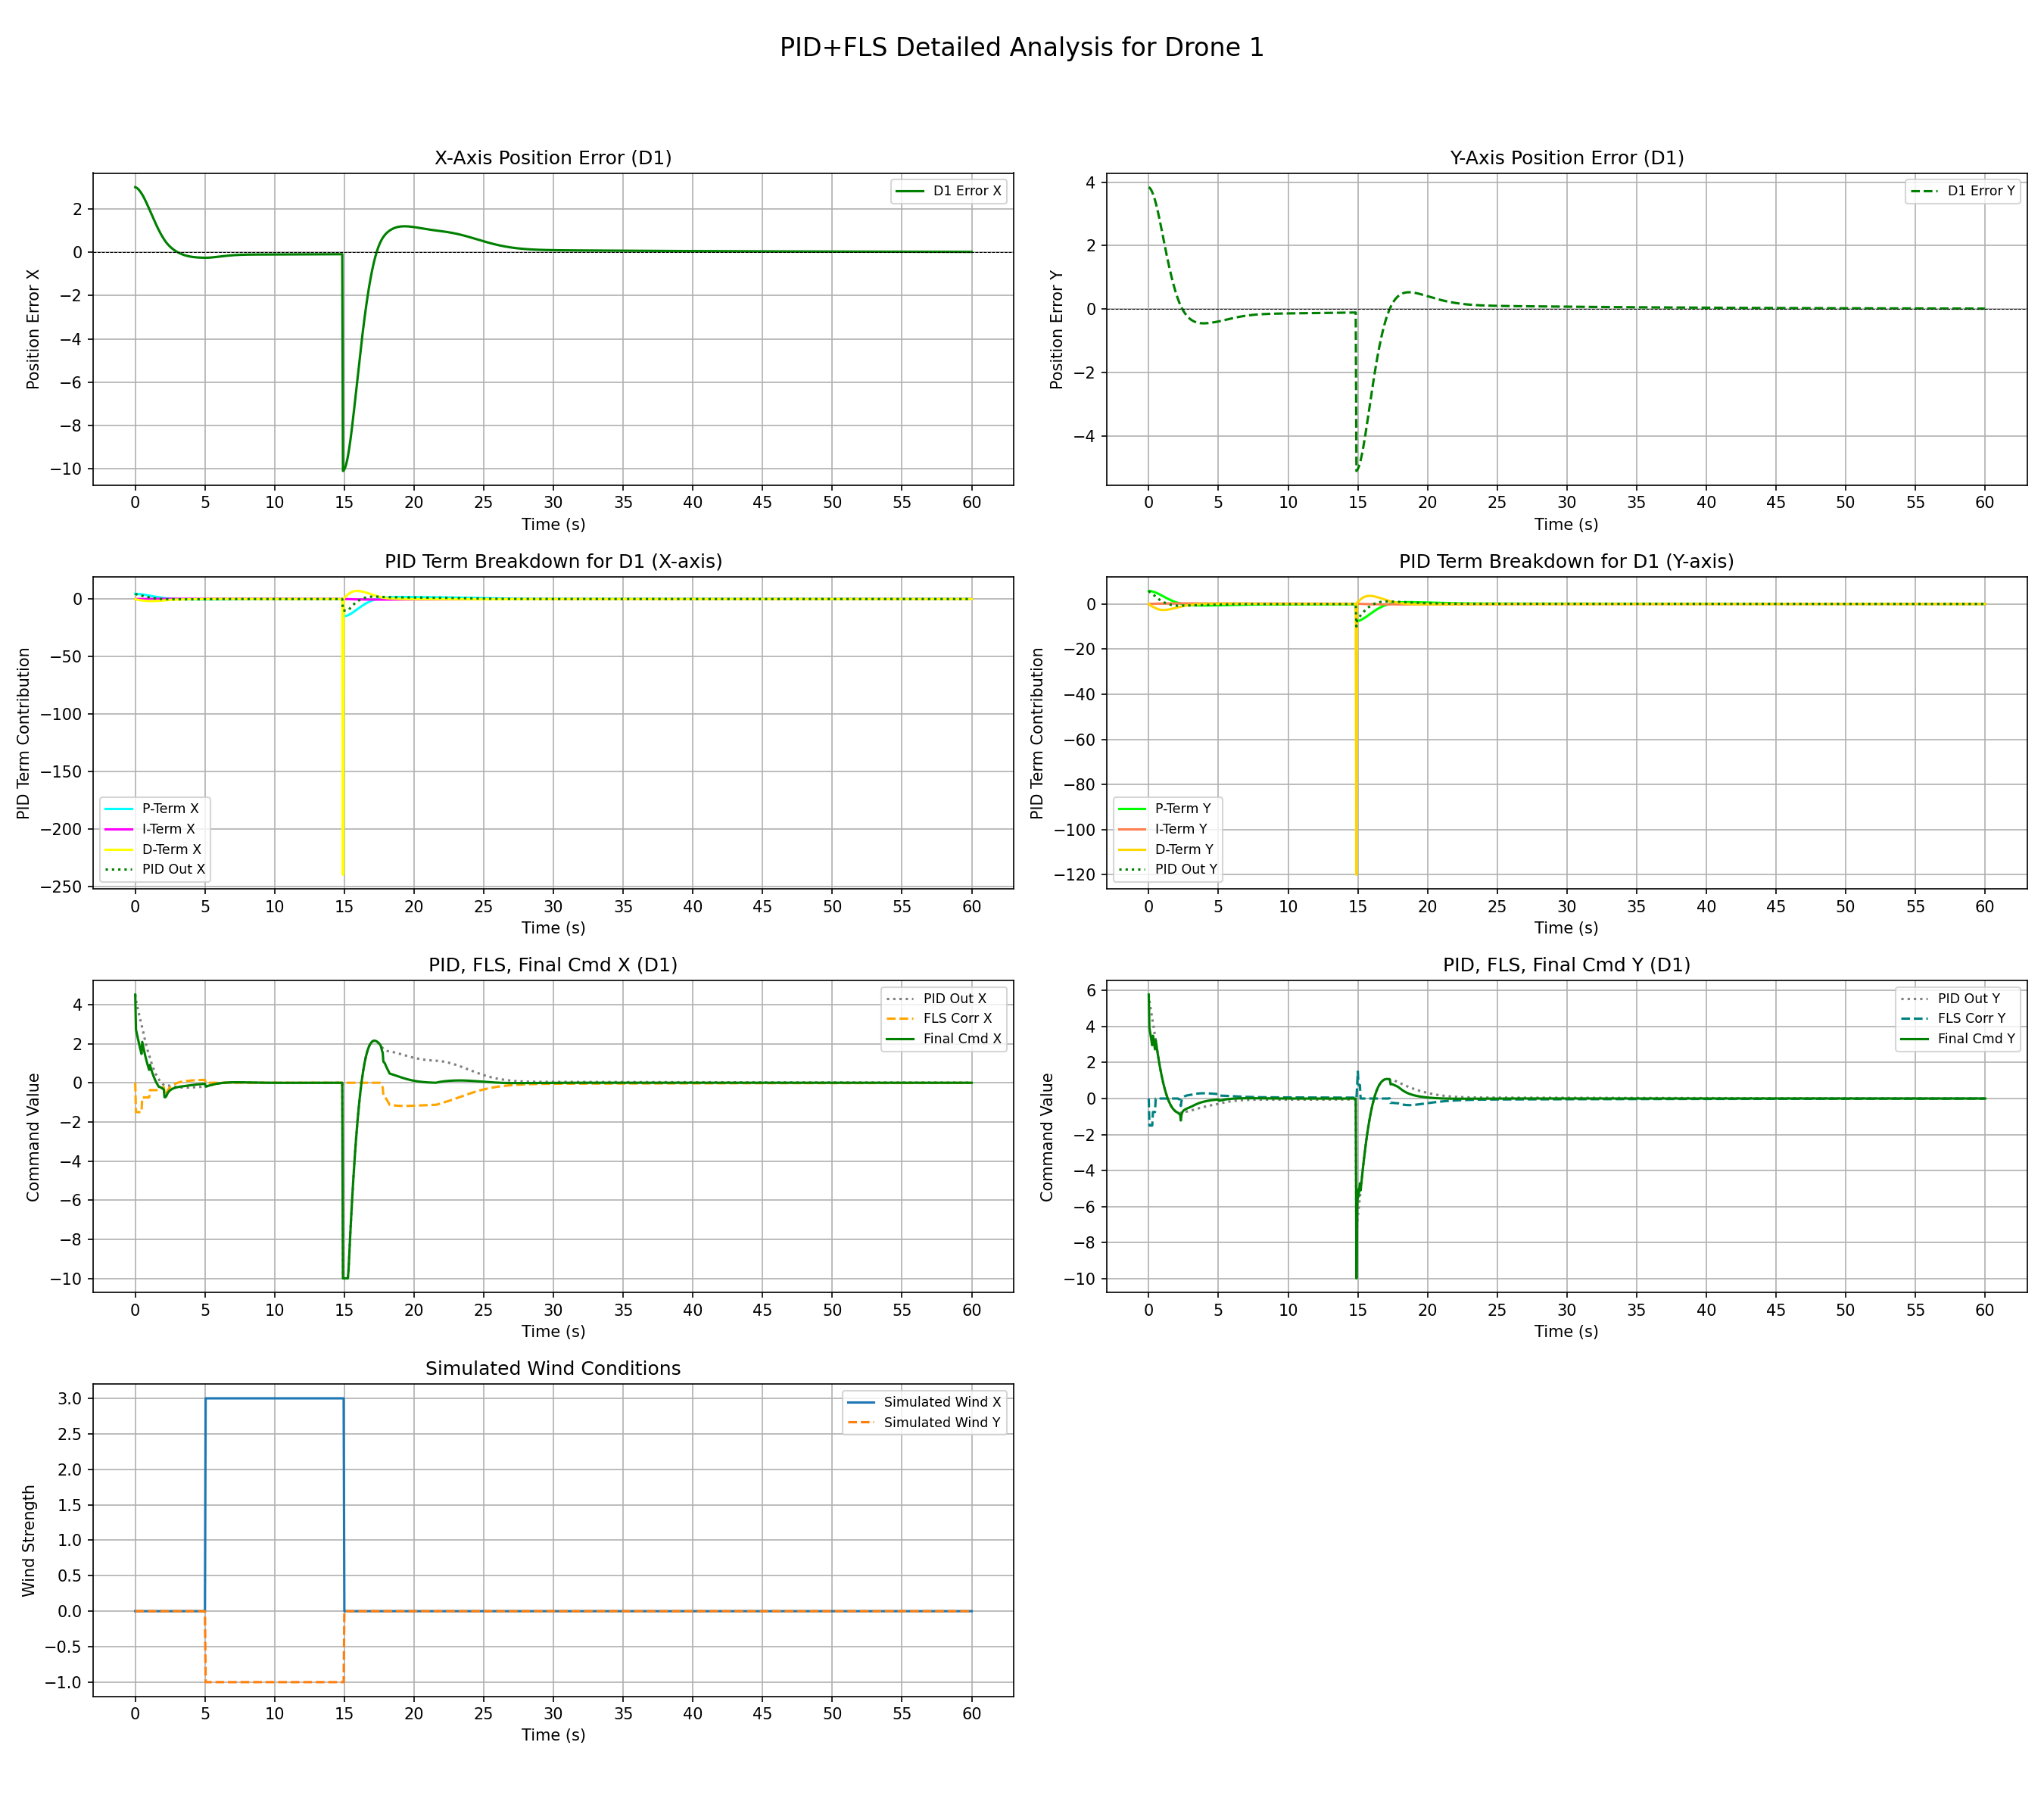 PID+FLS Detailed Analysis for Drone 1
X-Axis Position Error (D1)
Position Error X
2
0
−2
−4
−6
−8
−10
D1 Error X
0 5 10 15 20 25 30 35 40 45 50 55 60
Time (s)
Y-Axis Position Error (D1)
Position Error Y
4
2
0
−2
−4
D1 Error Y
0 5 10 15 20 25 30 35 40 45 50 55 60
Time (s)
PID Term Breakdown for D1 (X-axis)
PID Term Contribution
0
−50
−100
−150
−200
−250
P-Term X
I-Term X
D-Term X
PID Out X
0 5 10 15 20 25 30 35 40 45 50 55 60
Time (s)
PID Term Breakdown for D1 (Y-axis)
PID Term Contribution
0
−20
−40
−60
−80
−100
−120
P-Term Y
I-Term Y
D-Term Y
PID Out Y
0 5 10 15 20 25 30 35 40 45 50 55 60
Time (s)
PID, FLS, Final Cmd X (D1)
Command Value
4
2
0
−2
−4
−6
−8
−10
PID Out X
FLS Corr X
Final Cmd X
0 5 10 15 20 25 30 35 40 45 50 55 60
Time (s)
PID, FLS, Final Cmd Y (D1)
Command Value
6
4
2
0
−2
−4
−6
−8
−10
PID Out Y
FLS Corr Y
Final Cmd Y
0 5 10 15 20 25 30 35 40 45 50 55 60
Time (s)
Simulated Wind Conditions
Wind Strength
3.0
2.5
2.0
1.5
1.0
0.5
0.0
−0.5
−1.0
Simulated Wind X
Simulated Wind Y
0 5 10 15 20 25 30 35 40 45 50 55 60
Time (s)